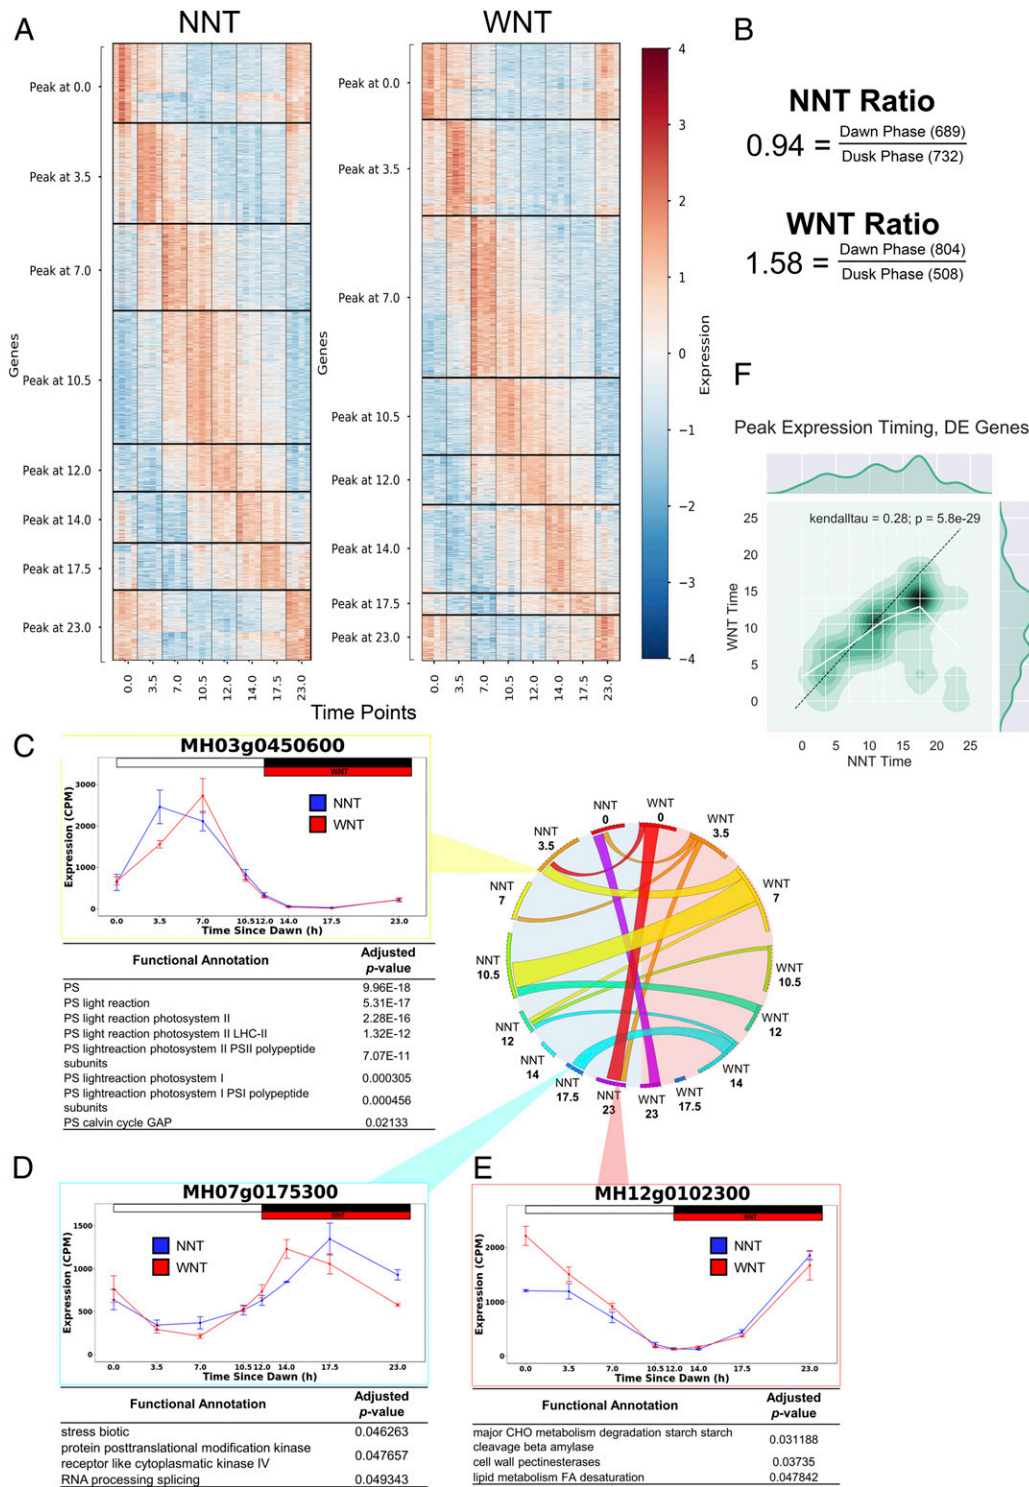 A
NNT
WNT
Peak at 0.0
Peak at 3.5
Peak at 7.0
Peak at 10.5
Peak at 12.0
Peak at 14.0
Peak at 17.5
Peak at 23.0
Genes
0.0
3.5
7.0
10.5
12.0
14.0
17.5
23.0
Peak at 0.0
Peak at 3.5
Peak at 7.0
Peak at 10.5
Peak at 12.0
Peak at 14.0
Peak at 17.5
Peak at 23.0
Genes
0.0
3.5
7.0
10.5
12.0
14.0
17.5
23.0
Time Points
4
3
2
1
0
−1
−2
−3
−4
Expression
B
NNT Ratio
0.94 = Dawn Phase (689)
Dusk Phase (732)
WNT Ratio
1.58 = Dawn Phase (804)
Dusk Phase (508)
F
Peak Expression Timing, DE Genes
kendalltau = 0.28; p = 5.8e-29
25
20
15
10
5
0
WNT Time
0 5 10 15 20 25
NNT Time
C
MH03g0450600
WNT
NNT
WNT
3000
2000
1000
0
Expression (CPM)
0.0 3.5 7.0 10.5 12.0 14.0 17.5 23.0
Time Since Dawn (h)
Functional Annotation Adjusted p-value
PS 9.96E-18
PS light reaction 5.31E-17
PS light reaction photosystem II 2.28E-16
PS light reaction photosystem II LHC-II 1.32E-12
PS lightreaction photosystem II PSII polypeptide
subunits 7.07E-11
PS lightreaction photosystem I 0.000305
PS lightreaction photosystem I PSI polypeptide
subunits 0.000456
PS calvin cycle GAP 0.02133
NNT
0
WNT
0
NNT
3.5
WNT
3.5
NNT
7
WNT
7
NNT
10.5
WNT
10.5
NNT
12
WNT
12
NNT
14
WNT
14
NNT
17.5
WNT
17.5
NNT
23
WNT
23
D
MH07g0175300
WNT
NNT
WNT
1500
1000
500
0
Expression (CPM)
0.0 3.5 7.0 10.5 12.0 14.0 17.5 23.0
Time Since Dawn (h)
Functional Annotation Adjusted p-value
stress biotic 0.046263
protein posttranslational modification kinase
receptor like cytoplasmatic kinase IV 0.047657
RNA processing splicing 0.049343
E
MH12g0102300
WNT
NNT
WNT
2000
1000
0
Expression (CPM)
0.0 3.5 7.0 10.5 12.0 14.0 17.5 23.0
Time Since Dawn (h)
Functional Annotation Adjusted p-value
major CHO metabolism degradation starch starch
cleavage beta amylase 0.031188
cell wall pectinesterases 0.03735
lipid metabolism FA desaturation 0.047842